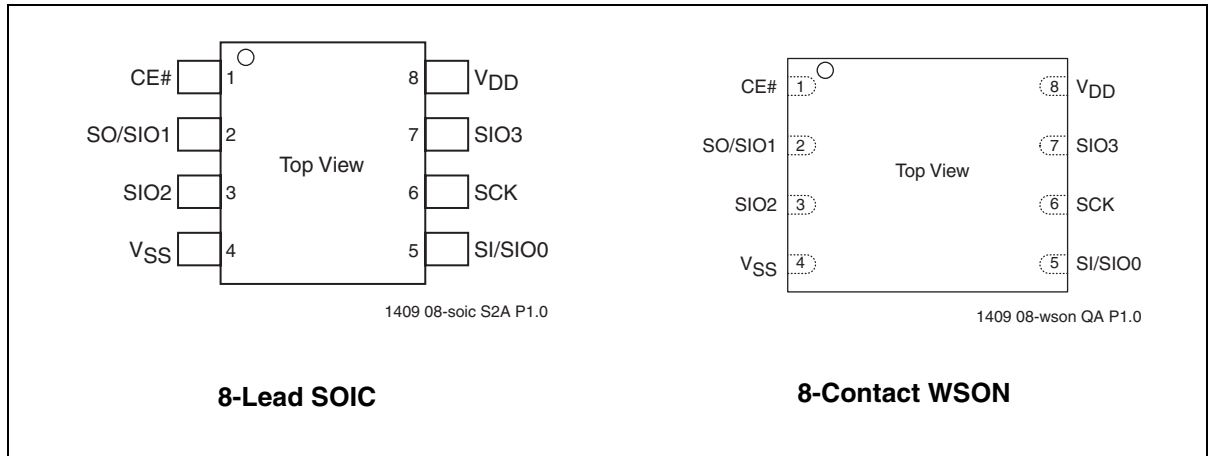 CE# 1 8 VDD
SO/SIO1 2 7 SIO3
Top View
SIO2 3 6 SCK
VSS 4 5 SI/SIO0
1409 08-soic S2A P1.0
8-Lead SOIC
CE# 1 8 VDD
SO/SIO1 2 7 SIO3
Top View
SIO2 3 6 SCK
VSS 4 5 SI/SIO0
1409 08-wson QA P1.0
8-Contact WSON